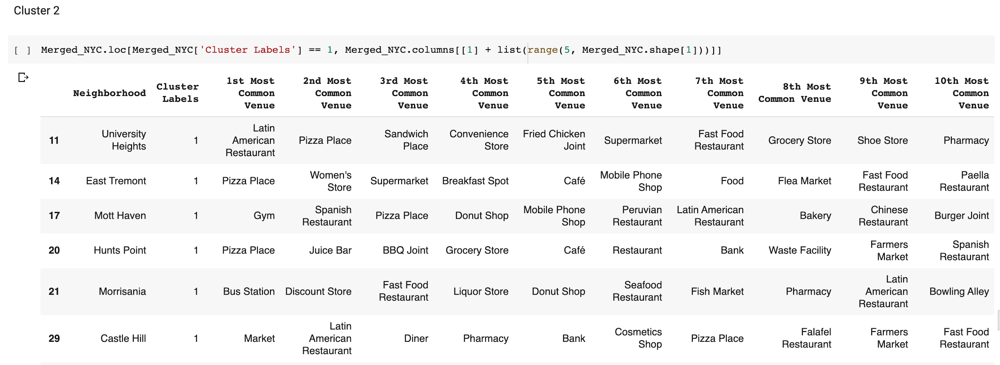 Cluster 2
[ ] Merged_NYC.loc[Merged_NYC['Cluster Labels'] == 1, Merged_NYC.columns[[1] + list(range(5, Merged_NYC.shape[1]))]]
Neighborhood Cluster Labels 1st Most Common Venue 2nd Most Common Venue 3rd Most Common Venue 4th Most Common Venue 5th Most Common Venue 6th Most Common Venue 7th Most Common Venue 8th Most Common Venue 9th Most Common Venue 10th Most Common Venue
11 University Heights 1 Latin American Restaurant Pizza Place Sandwich Place Convenience Store Fried Chicken Joint Supermarket Fast Food Restaurant Grocery Store Shoe Store Pharmacy
14 East Tremont 1 Pizza Place Women's Store Supermarket Breakfast Spot Café Mobile Phone Shop Food Flea Market Fast Food Restaurant Paella Restaurant
17 Mott Haven 1 Gym Spanish Restaurant Pizza Place Donut Shop Mobile Phone Shop Peruvian Restaurant Latin American Restaurant Bakery Chinese Restaurant Burger Joint
20 Hunts Point 1 Pizza Place Juice Bar BBQ Joint Grocery Store Café Restaurant Bank Waste Facility Farmers Market Spanish Restaurant
21 Morrisania 1 Bus Station Discount Store Fast Food Restaurant Liquor Store Donut Shop Seafood Restaurant Fish Market Pharmacy Latin American Restaurant Bowling Alley
29 Castle Hill 1 Market Latin American Restaurant Diner Pharmacy Bank Cosmetics Shop Pizza Place Falafel Restaurant Farmers Market Fast Food Restaurant